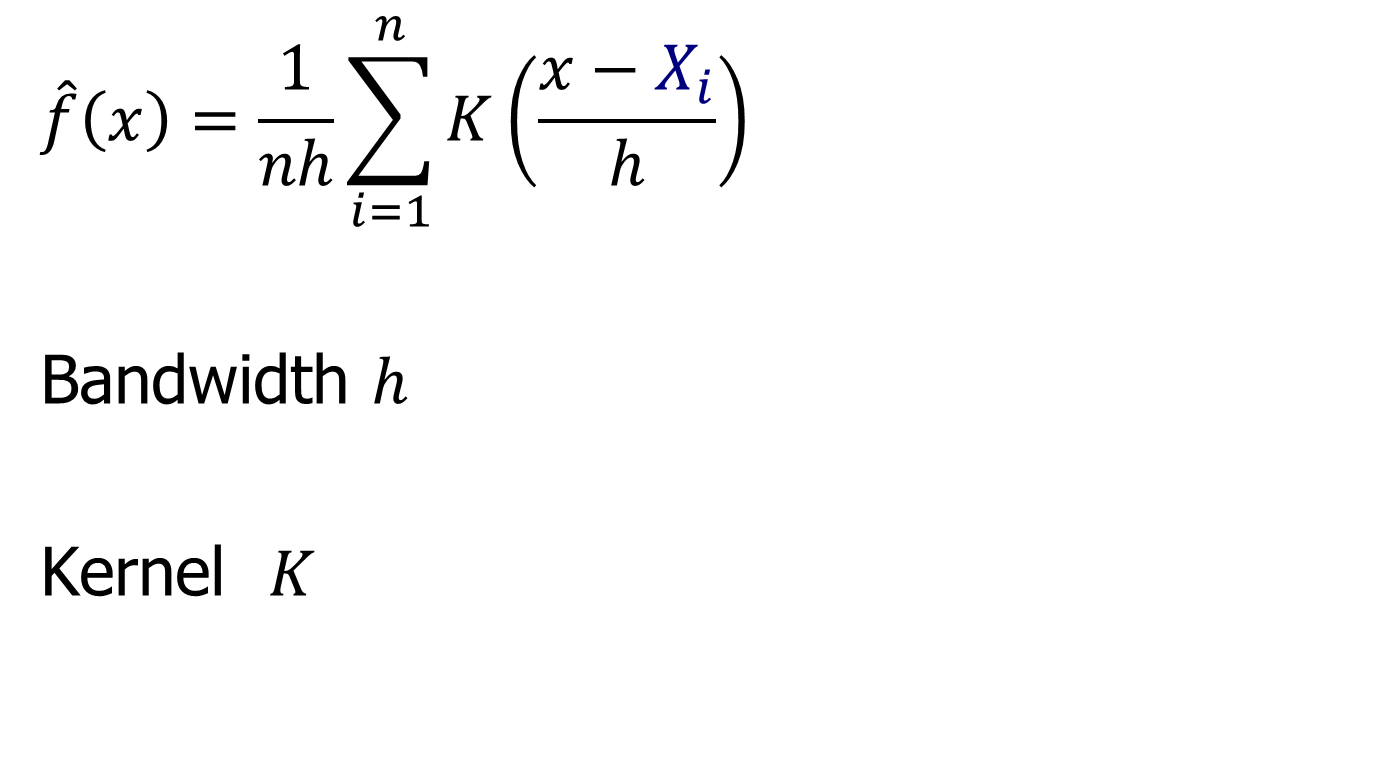 f̂(x) = 1/(nh) ∑_{i=1}^{n} K((x − X_i)/h)
Bandwidth h
Kernel K